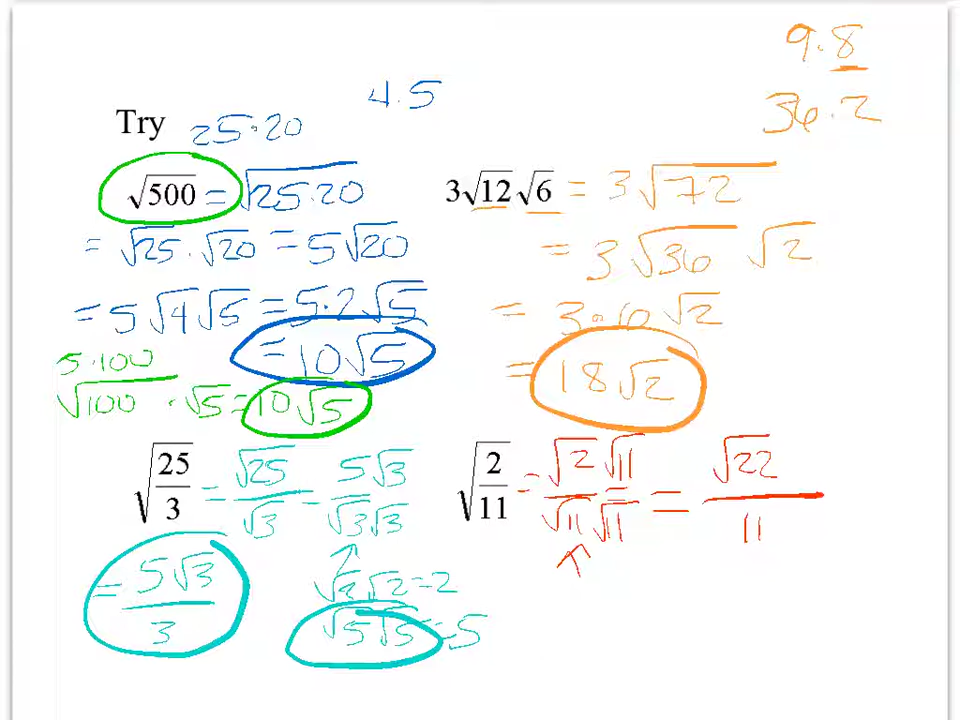 9·8
36·2
4·5
Try 25·20
√500 = √25·20
= √25 · √20 = 5√20
= 5√4√5 = 5·2√5
= 10√5
5·100
√100 · √5 = 10√5
3√12√6 = 3√72
= 3√36 √2
= 3·6√2
= 18√2
√25/3 = √25/√3 = 5√3/√3√3
= 5√3/3
√2√2=2
√5√5=5
√2/11 = √2√11/√11√11 = = √22/11